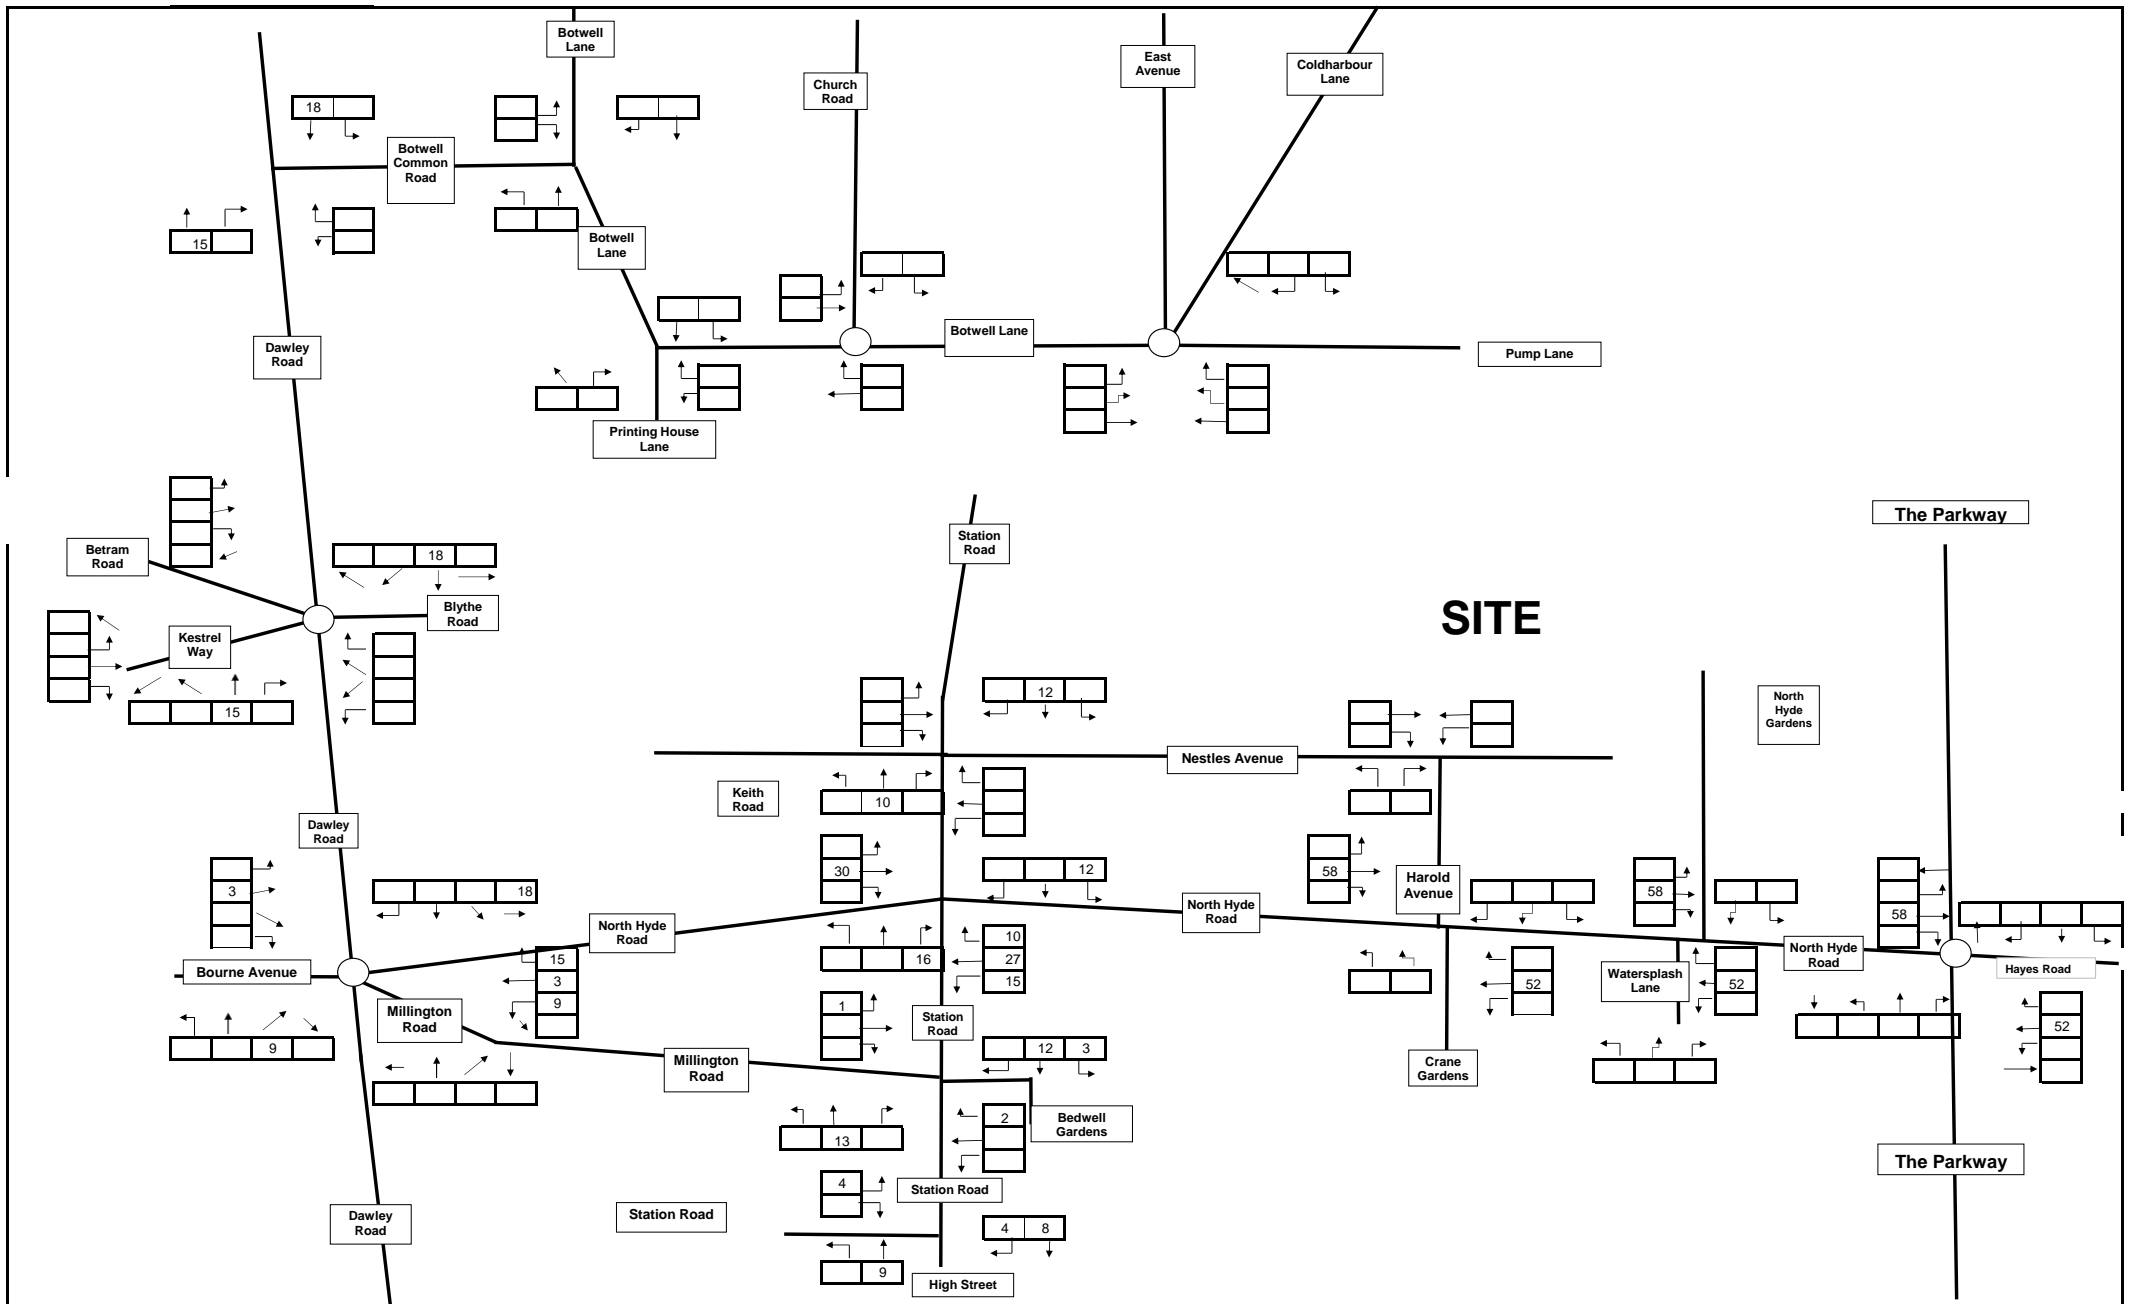 Botwell
Lane
East
Avenue
Coldharbour
Lane
Church
Road
18
Botwell
Common
Road
15
Botwell
Lane
Botwell Lane
Dawley
Road
Pump Lane
Printing House
Lane
The Parkway
Station
Road
Betram
Road
18
Blythe
Road
SITE
Kestrel
Way
15
12
North
Hyde
Gardens
Nestles Avenue
Keith
Road
10
Dawley
Road
3
18
30
12
58
Harold
Avenue
58
58
North Hyde
Road
North Hyde
Road
North Hyde
Road
Bourne Avenue
15
3
9
16
10
27
15
Hayes Road
52
Watersplash
Lane
52
52
Millington
Road
1
Station
Road
9
12
3
Millington
Road
Crane
Gardens
2
Bedwell
Gardens
13
The Parkway
4
Station Road
Station Road
Dawley
Road
4
8
9
High Street